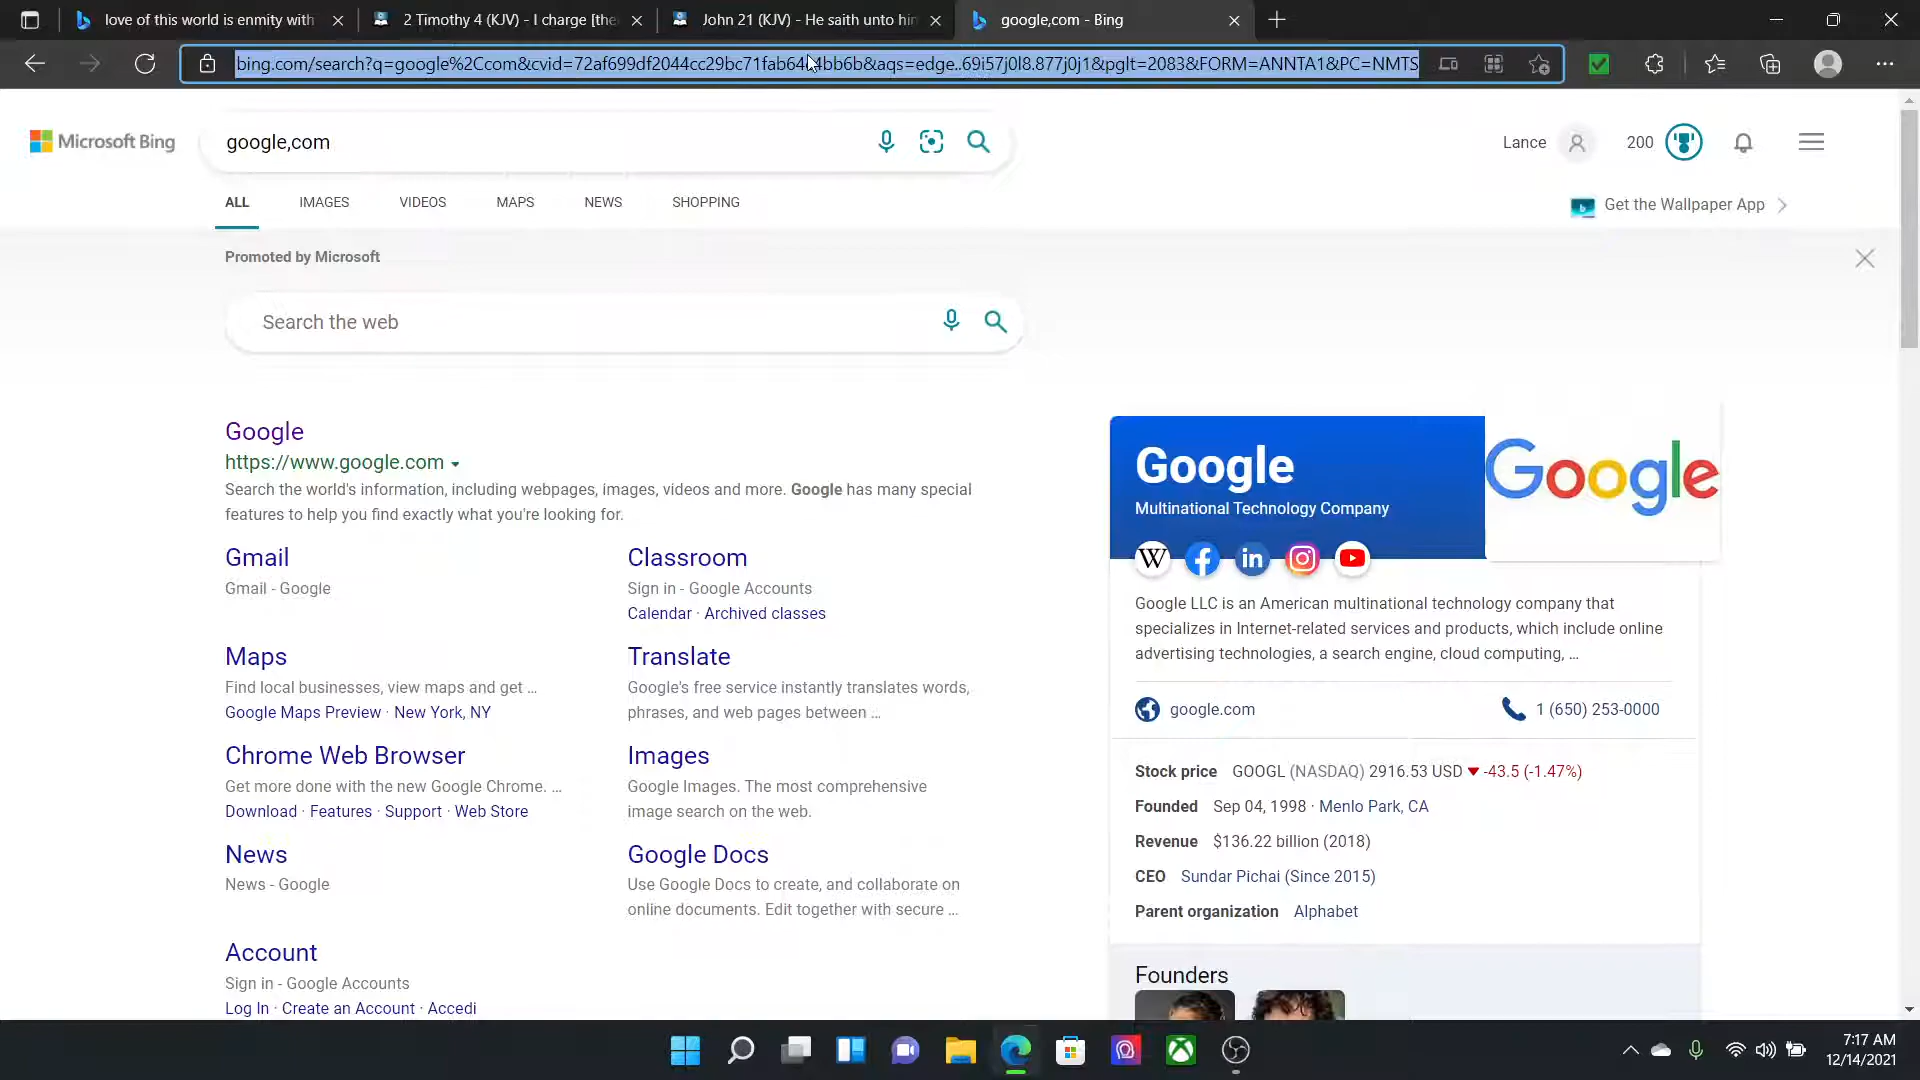 love of this world is enmity with
2 Timothy 4 (KJV) - I charge [the
John 21 (KJV) - He saith unto hi
google,com - Bing
bing.com/search?q=google%2Ccom&cvid=72af699df2044cc29bc71fab64 bb6b&aqs=edge..69i57j0l8.877j0j1&pglt=2083&FORM=ANNTA1&PC=NMTS
Microsoft Bing
google,com
Lance
200
ALL
IMAGES
VIDEOS
MAPS
NEWS
SHOPPING
Get the Wallpaper App
Promoted by Microsoft
Search the web
Google
https://www.google.com
Search the world's information, including webpages, images, videos and more. Google has many special
features to help you find exactly what you're looking for.
Gmail
Gmail - Google
Classroom
Sign in - Google Accounts
Calendar · Archived classes
Maps
Find local businesses, view maps and get ...
Google Maps Preview · New York, NY
Translate
Google's free service instantly translates words,
phrases, and web pages between ...
Chrome Web Browser
Get more done with the new Google Chrome. ...
Download · Features · Support · Web Store
Images
Google Images. The most comprehensive
image search on the web.
News
News - Google
Google Docs
Use Google Docs to create, and collaborate on
online documents. Edit together with secure ...
Account
Sign in - Google Accounts
Log In · Create an Account · Accedi
Google
Multinational Technology Company
Google
W
Google LLC is an American multinational technology company that
specializes in Internet-related services and products, which include online
advertising technologies, a search engine, cloud computing, ...
google.com
1 (650) 253-0000
Stock price GOOGL (NASDAQ) 2916.53 USD ▼ -43.5 (-1.47%)
Founded Sep 04, 1998 · Menlo Park, CA
Revenue $136.22 billion (2018)
CEO Sundar Pichai (Since 2015)
Parent organization Alphabet
Founders
7:17 AM
12/14/2021